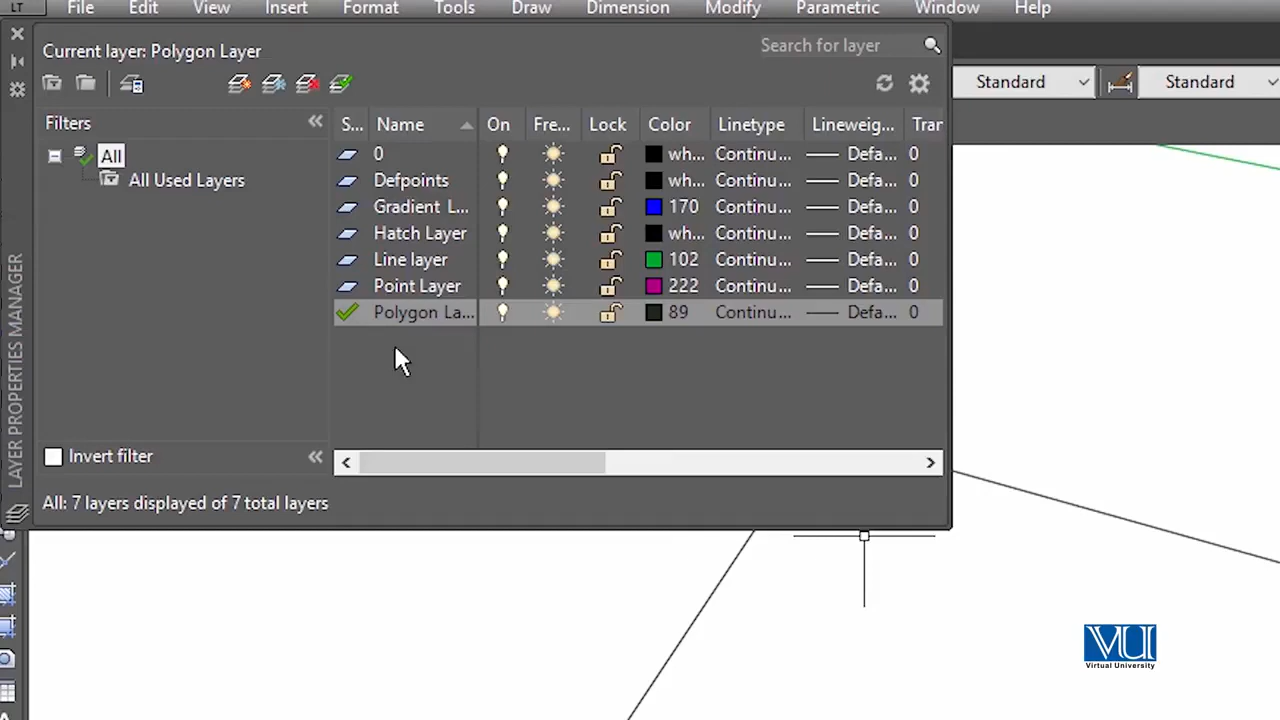 LT File Edit View Insert Format Tools Draw Dimension Modify Parametric Window Help
Current layer: Polygon Layer
Search for layer
Standard Standard
Filters
S... Name On Fre... Lock Color Linetype Lineweig... Tran
All
All Used Layers
0 wh... Continu... Defa... 0
Defpoints wh... Continu... Defa... 0
Gradient L... 170 Continu... Defa... 0
Hatch Layer wh... Continu... Defa... 0
Line layer 102 Continu... Defa... 0
Point Layer 222 Continu... Defa... 0
Polygon La... 89 Continu... Defa... 0
Invert filter
All: 7 layers displayed of 7 total layers
LAYER PROPERTIES MANAGER
VU
Virtual University